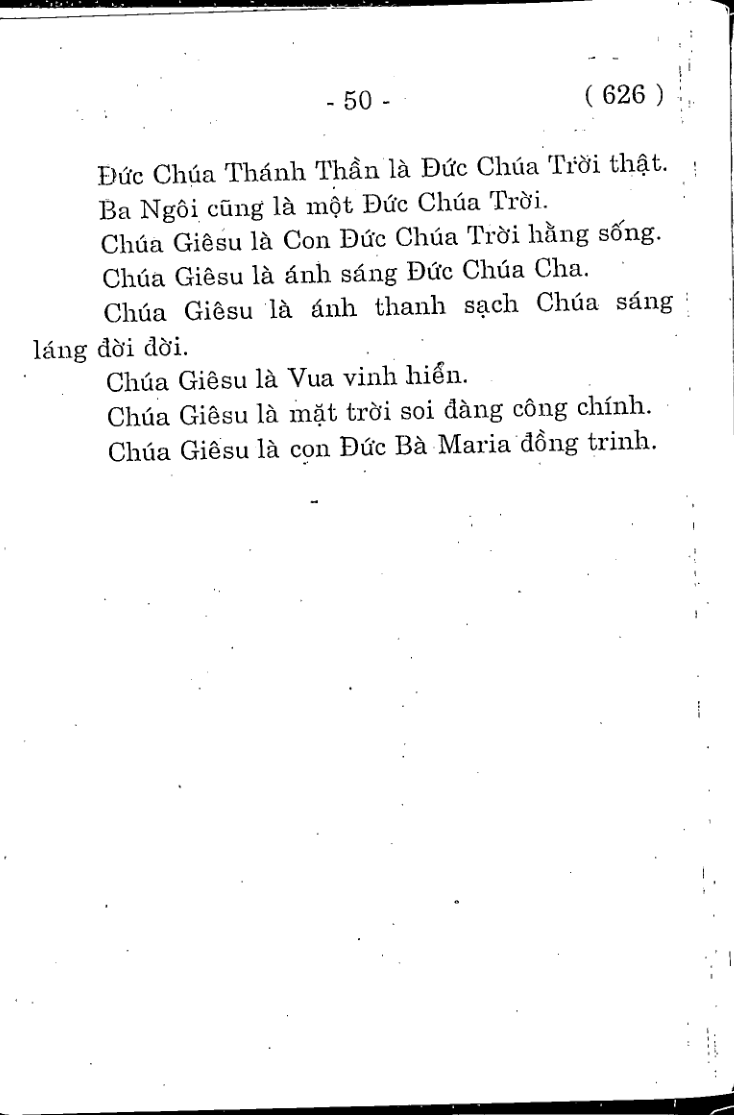 - 50 - ( 626 )
Đức Chúa Thánh Thần là Đức Chúa Trời thật.
Ba Ngôi cũng là một Đức Chúa Trời.
Chúa Giêsu là Con Đức Chúa Trời hằng sống.
Chúa Giêsu là ánh sáng Đức Chúa Cha.
Chúa Giêsu là ánh thanh sạch Chúa sáng
láng đời đời.
Chúa Giêsu là Vua vinh hiển.
Chúa Giêsu là mặt trời soi đàng công chính.
Chúa Giêsu là con Đức Bà Maria đồng trinh.